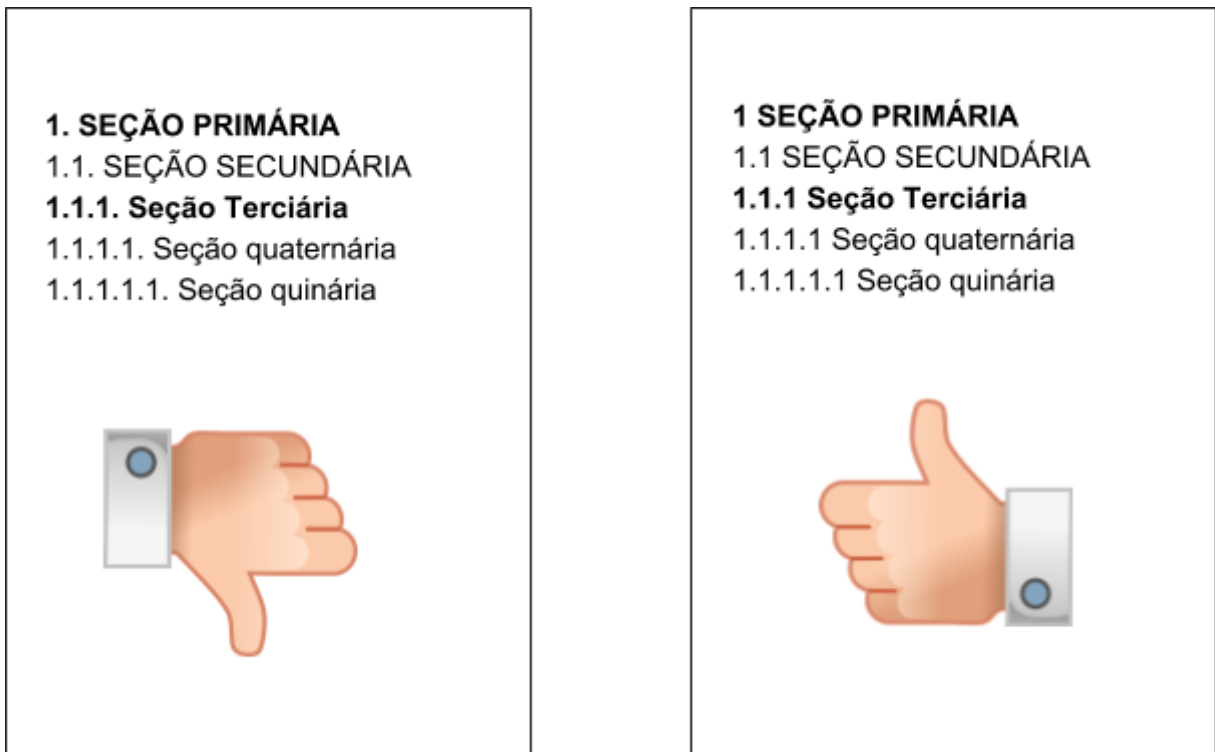 1. SEÇÃO PRIMÁRIA
1.1. SEÇÃO SECUNDÁRIA
1.1.1. Seção Terciária
1.1.1.1. Seção quaternária
1.1.1.1.1. Seção quinária
1 SEÇÃO PRIMÁRIA
1.1 SEÇÃO SECUNDÁRIA
1.1.1 Seção Terciária
1.1.1.1 Seção quaternária
1.1.1.1.1 Seção quinária